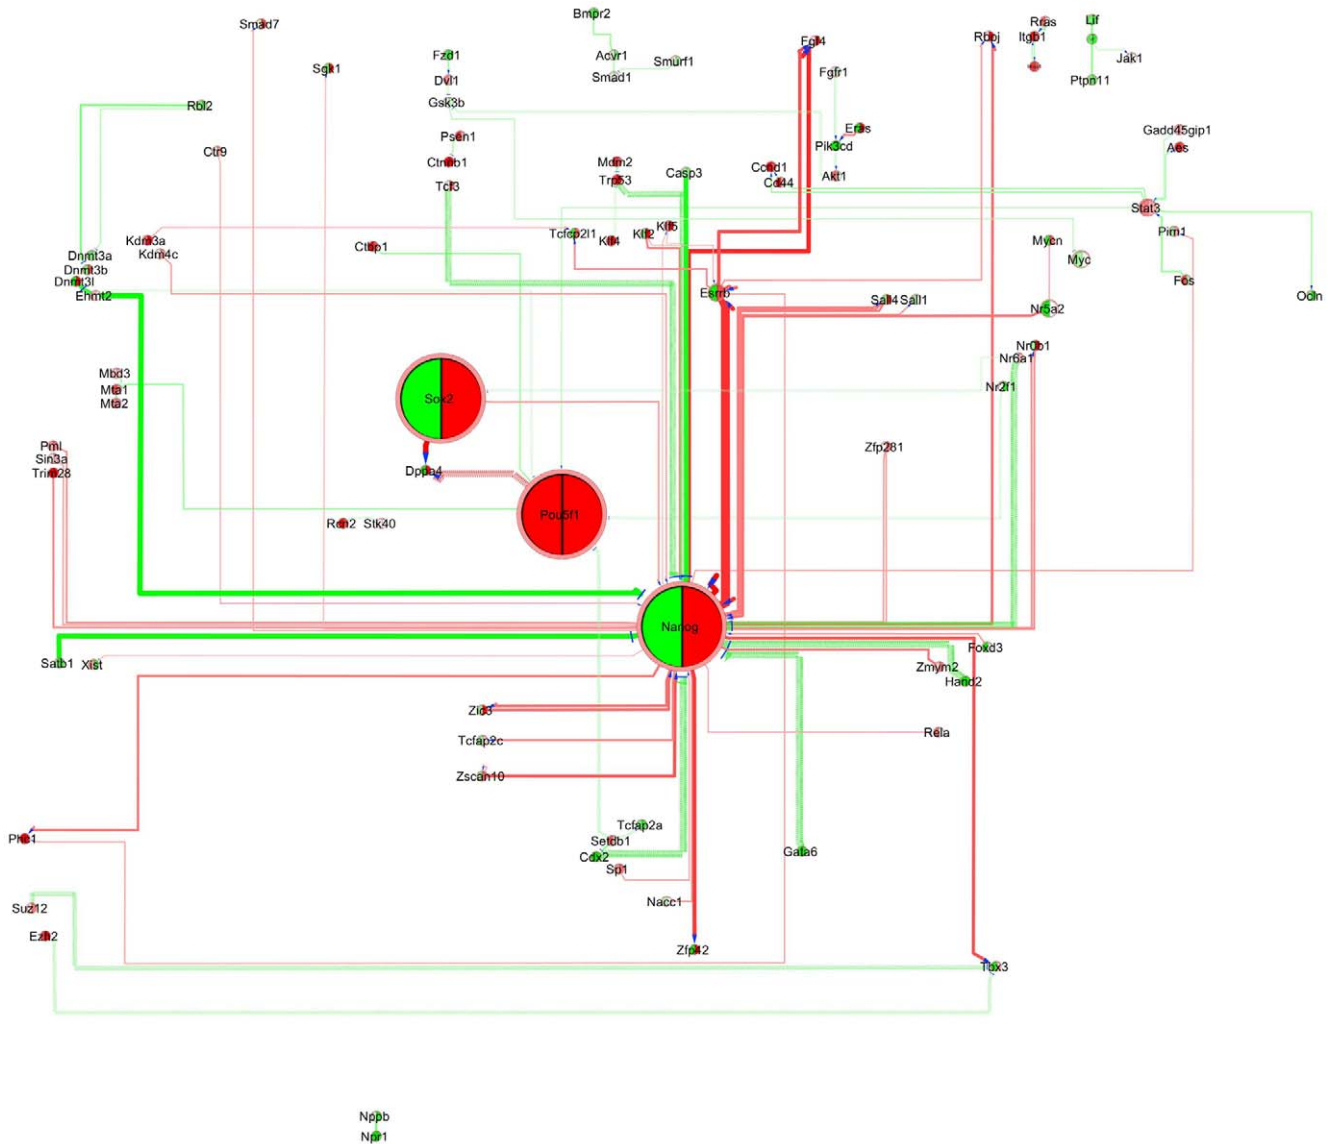 Bmpr2
Lif
Rras
Smad7
Itgb1
Rbpj
Fgf4
Fzd1
Acvr1
Smurf1
Jak1
Sgk1
Fgfr1
Smad1
Dvl1
Ptpn11
Gsk3b
Rbl2
Eras
Gadd45gip1
Psen1
Pik3cd
Aes
Ctr9
Ctnnb1
Mdm2
Ccnd1
Casp3
Akt1
Trp53
Cd44
Tcf3
Stat3
Klf5
Pim1
Tcfcp2l1
Klf2
Kdm3a
Klf4
Mycn
Ctbp1
Kdm4c
Dnmt3a
Myc
Dnmt3b
Dnmt3l
Fos
Esrrb
Ehmt2
Ocln
Sall4
Sall1
Nr5a2
Nr0b1
Nr6a1
Mbd3
Nr2f1
Mta1
Sox2
Mta2
Pml
Zfp281
Sin3a
Dppa4
Trim28
Pou5f1
Stk40
Nanog
Foxd3
Satb1
Xist
Zmym2
Hand2
Zic3
Rela
Tcfap2c
Zscan10
Tcfap2a
Phc1
Setdb1
Gata6
Cdx2
Sp1
Nacc1
Suz12
Ezh2
Zfp42
Tbx3
Nppb
Npr1